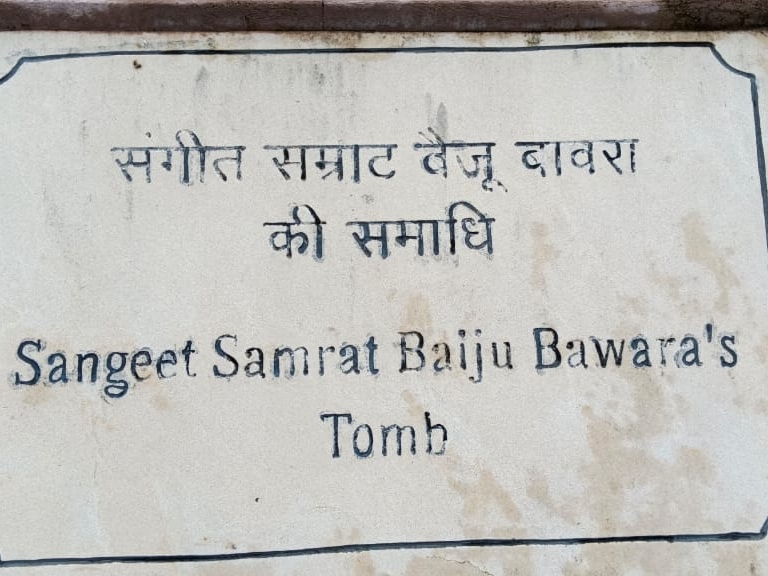 संगीत सम्राट बैजू बावरा
की समाधि
Sangeet Samrat Baiju Bawara's
Tomb